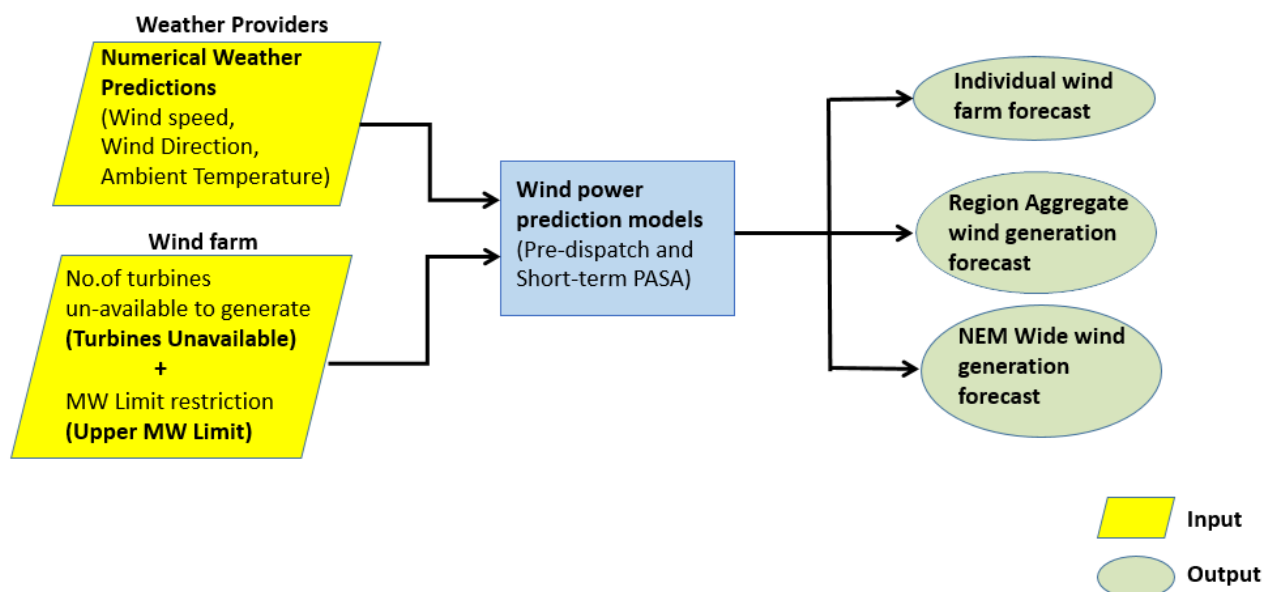 Weather Providers
Numerical Weather
Predictions
(Wind speed,
Wind Direction,
Ambient Temperature)
Wind farm
No.of turbines
un-available to generate
(Turbines Unavailable)
+
MW Limit restriction
(Upper MW Limit)
Wind power
prediction models
(Pre-dispatch and
Short-term PASA)
Individual wind
farm forecast
Region Aggregate
wind generation
forecast
NEM Wide wind
generation
forecast
Input
Output